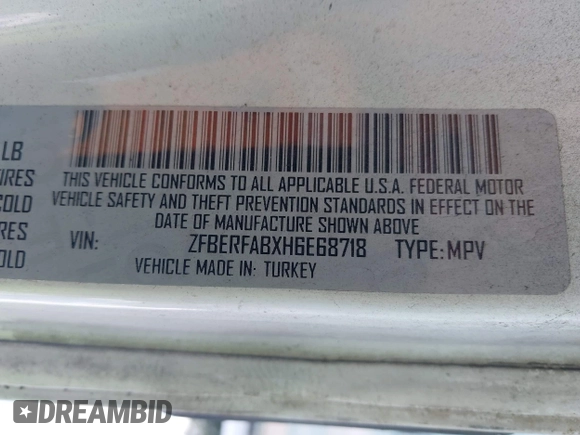 LB
IRES
COLD
RES
OLD
THIS VEHICLE CONFORMS TO ALL APPLICABLE U.S.A. FEDERAL MOTOR
VEHICLE SAFETY AND THEFT PREVENTION STANDARDS IN EFFECT ON THE
DATE OF MANUFACTURE SHOWN ABOVE
VIN: ZFBERFABXH6E68718 TYPE: MPV
VEHICLE MADE IN: TURKEY
DREAMBID